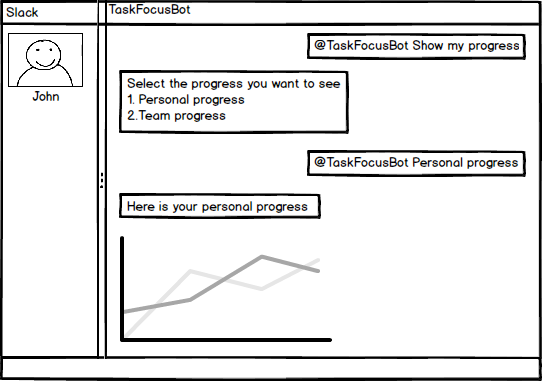 Slack
TaskFocusBot
John
@TaskFocusBot Show my progress
Select the progress you want to see
1. Personal progress
2.Team progress
@TaskFocusBot Personal progress
Here is your personal progress